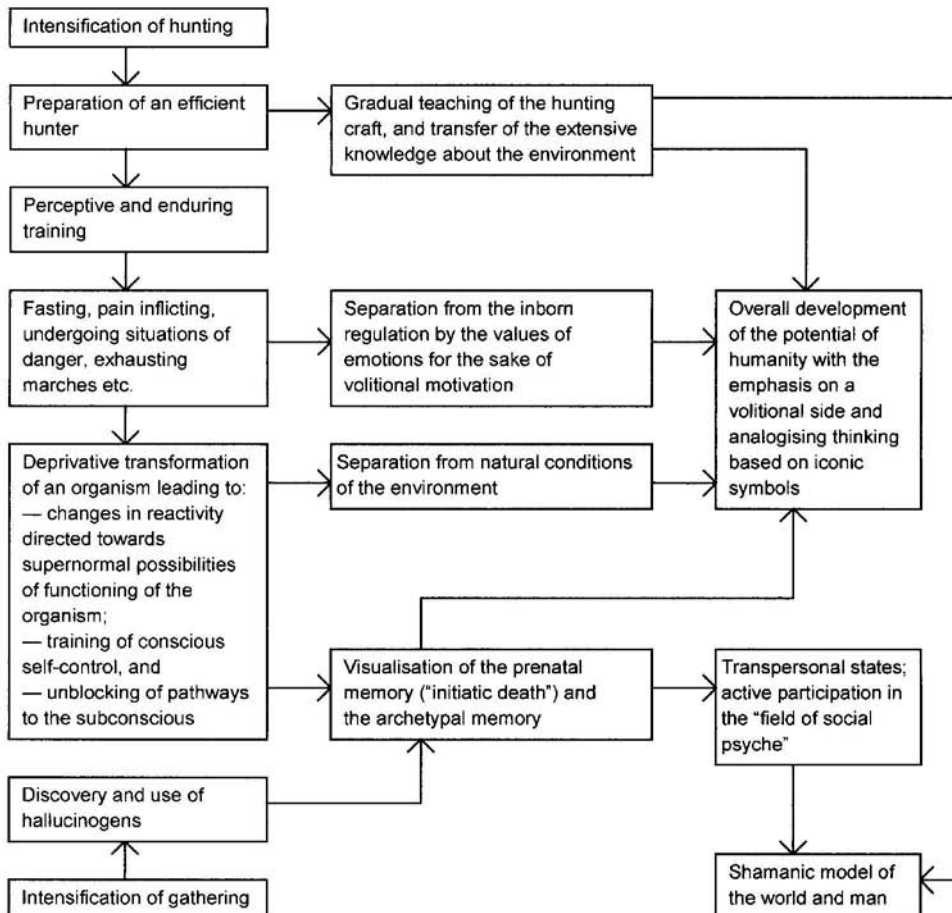 Intensification of hunting
Preparation of an efficient
hunter
Gradual teaching of the hunting
craft, and transfer of the extensive
knowledge about the environment
Perceptive and enduring
training
Fasting, pain inflicting,
undergoing situations of
danger, exhausting
marches etc.
Separation from the inborn
regulation by the values of
emotions for the sake of
volitional motivation
Overall development
of the potential of
humanity with the
emphasis on a
volitional side and
analogising thinking
based on iconic
symbols
Deprivative transformation
of an organism leading to:
— changes in reactivity
directed towards
supernormal possibilities
of functioning of the
organism;
— training of conscious
self-control, and
— unblocking of pathways
to the subconscious
Separation from natural conditions
of the environment
Visualisation of the prenatal
memory (“initiatic death”) and
the archetypal memory
Transpersonal states;
active participation in
the “field of social
psyche”
Discovery and use of
hallucinogens
Intensification of gathering
Shamanic model of
the world and man